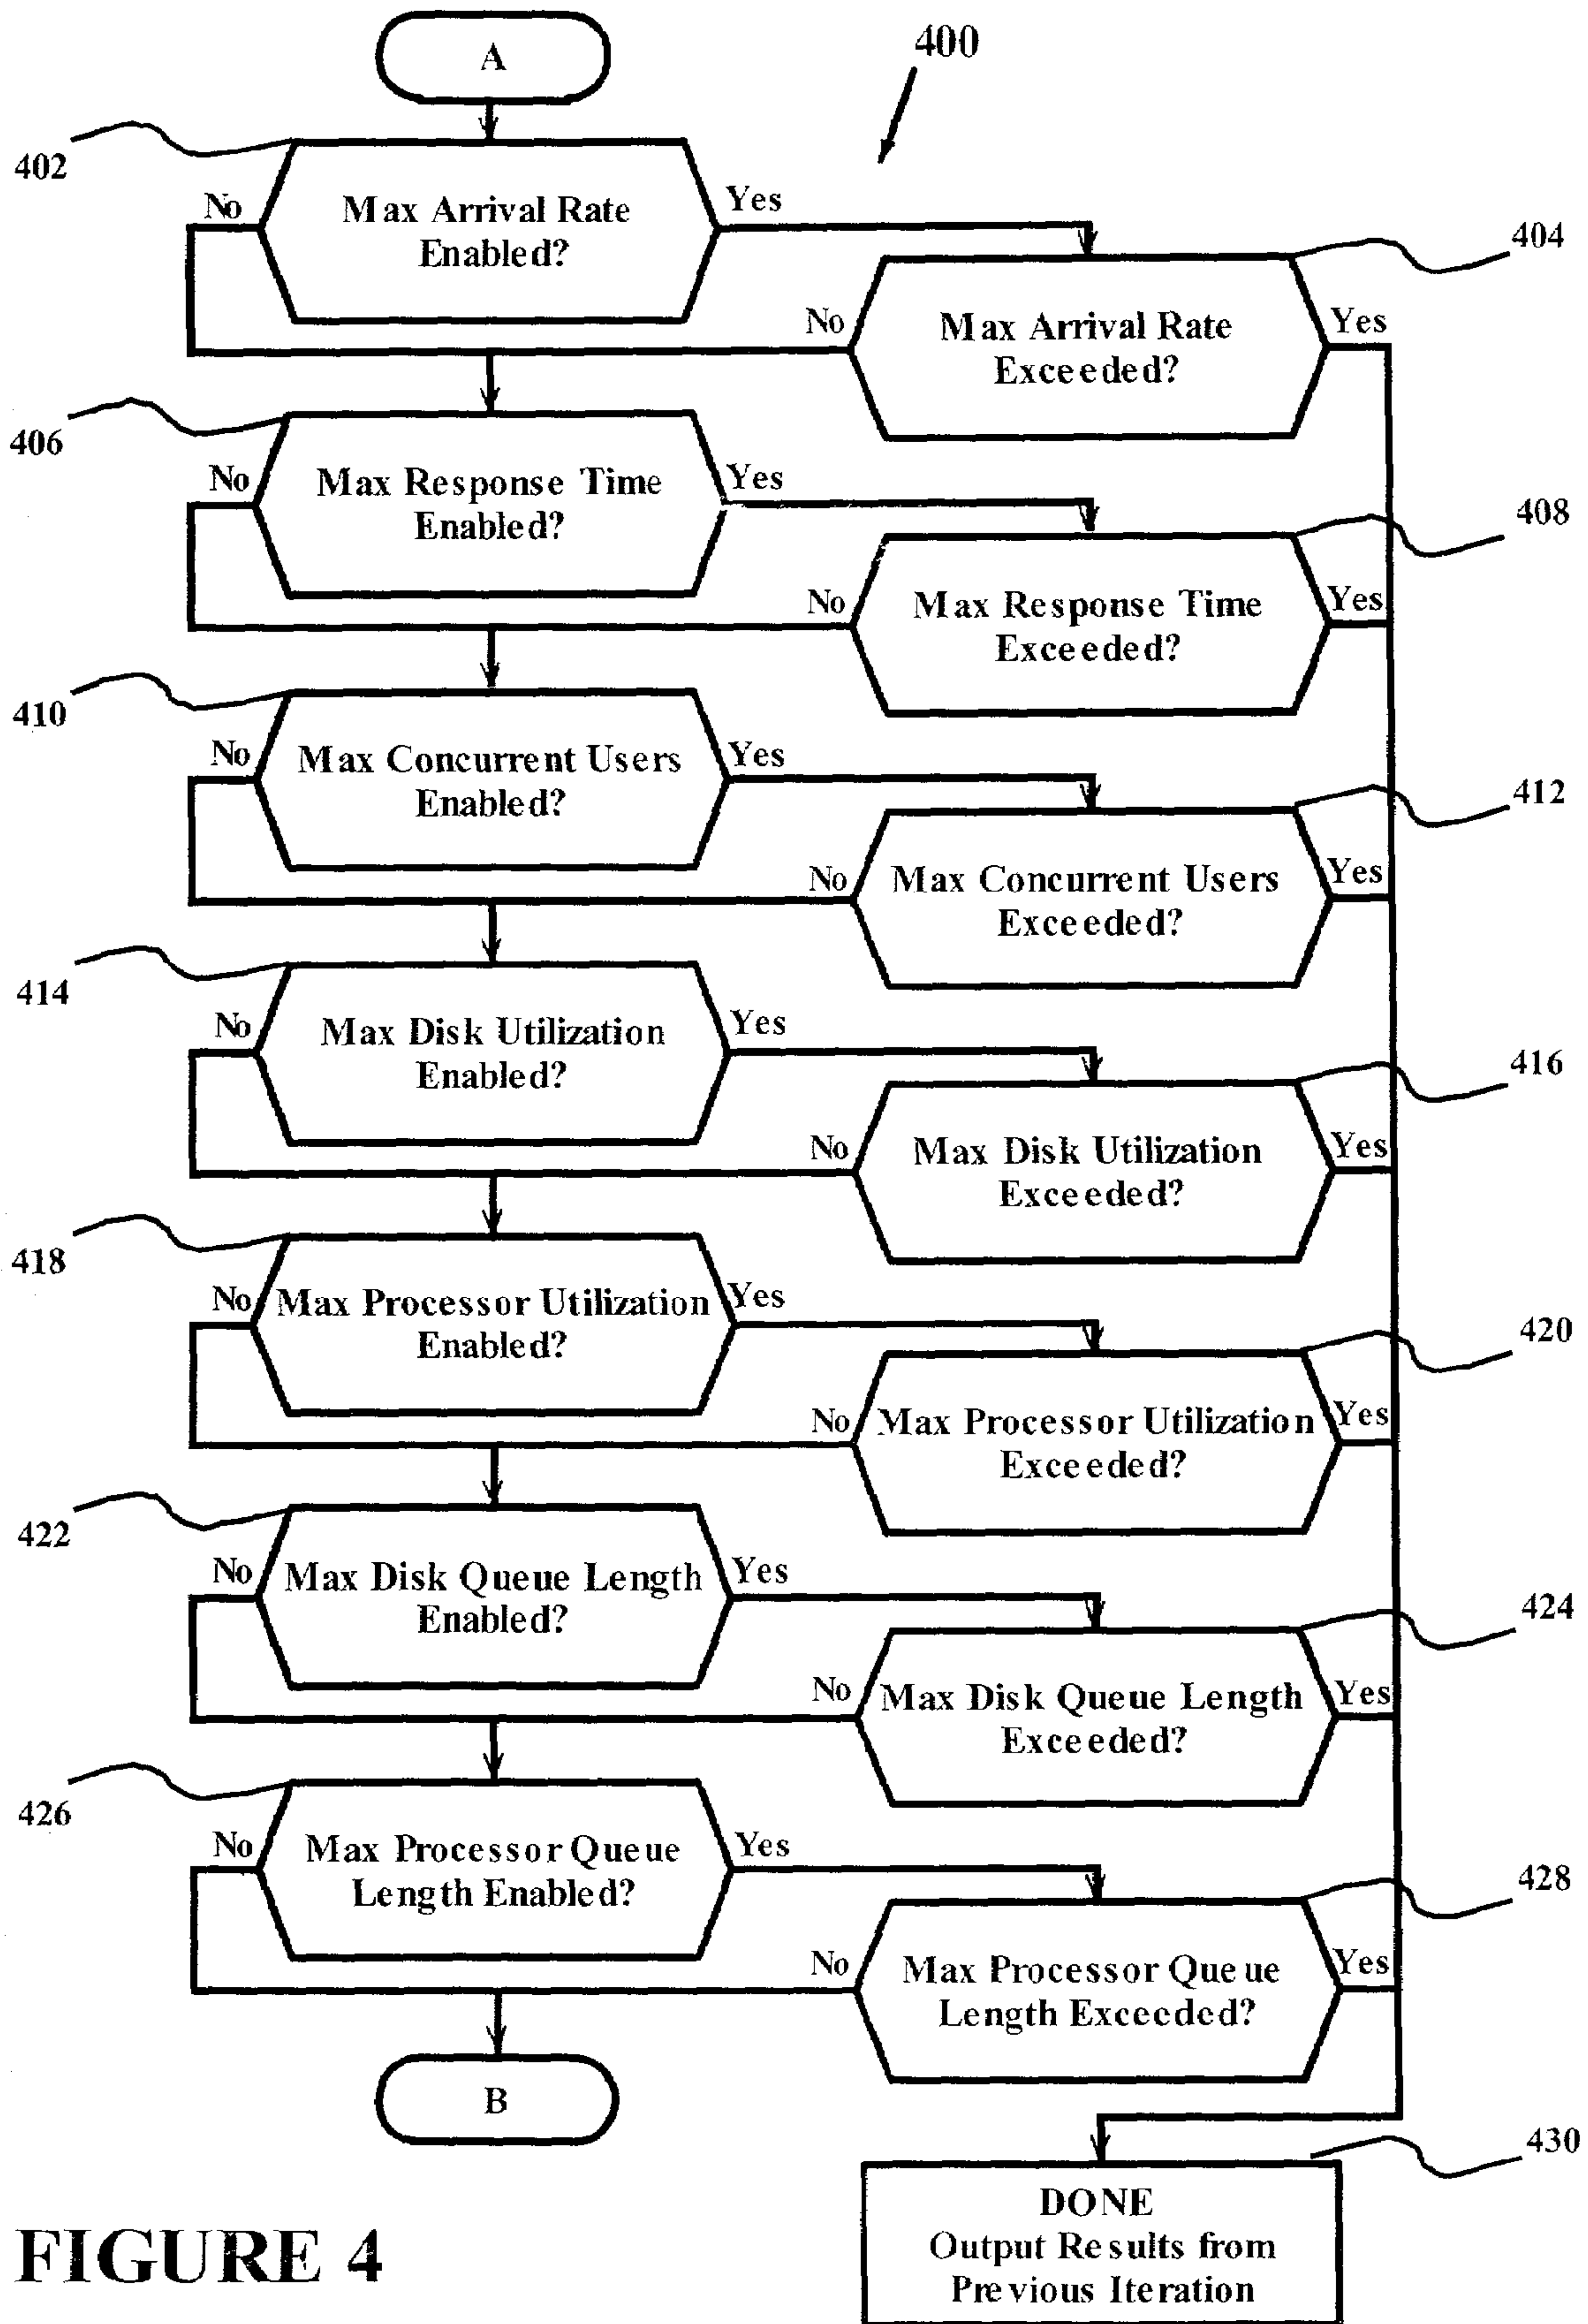 A
400
402
No
Max Arrival Rate
Enabled?
Yes
404
No
Max Arrival Rate
Exceeded?
Yes
406
No
Max Response Time
Enabled?
Yes
408
No
Max Response Time
Exceeded?
Yes
410
No
Max Concurrent Users
Enabled?
Yes
412
No
Max Concurrent Users
Exceeded?
Yes
414
No
Max Disk Utilization
Enabled?
Yes
416
No
Max Disk Utilization
Exceeded?
Yes
418
No
Max Processor Utilization
Enabled?
Yes
420
No
Max Processor Utilization
Exceeded?
Yes
422
No
Max Disk Queue Length
Enabled?
Yes
424
No
Max Disk Queue Length
Exceeded?
Yes
426
No
Max Processor Queue
Length Enabled?
Yes
428
No
Max Processor Queue
Length Exceeded?
Yes
B
430
DONE
Output Results from
Previous Iteration
FIGURE 4